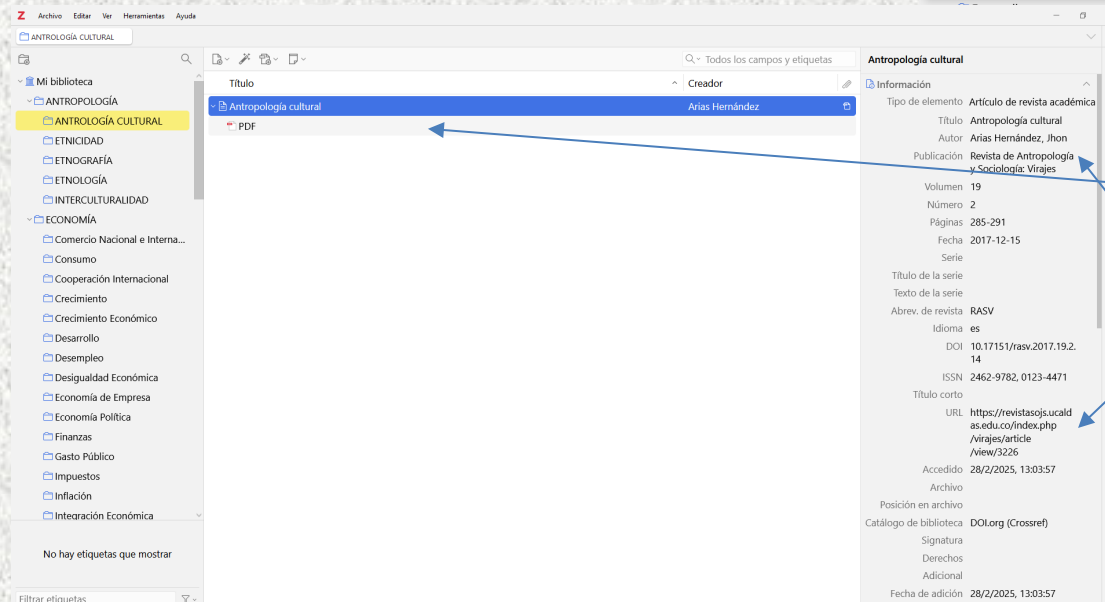 Z Archivo Editar Ver Herramientas Ayuda
ANTROLOGÍA CULTURAL
Mi biblioteca
ANTROPOLOGÍA
ANTROLOGÍA CULTURAL
ETNICIDAD
ETNOGRAFÍA
ETNOLOGÍA
INTERCULTURALIDAD
ECONOMÍA
Comercio Nacional e Interna...
Consumo
Cooperación Internacional
Crecimiento
Crecimiento Económico
Desarrollo
Desempleo
Desigualdad Económica
Economía de Empresa
Economía Política
Finanzas
Gasto Público
Impuestos
Inflación
Integración Económica
No hay etiquetas que mostrar
Filtrar etiquetas
Todos los campos y etiquetas
Título Creador
Antropología cultural Arias Hernández
PDF
Antropología cultural
Información
Tipo de elemento Artículo de revista académica
Título Antropología cultural
Autor Arias Hernández, Jhon
Publicación Revista de Antropología
y Sociología: Virajes
Volumen 19
Número 2
Páginas 285-291
Fecha 2017-12-15
Serie
Título de la serie
Texto de la serie
Abrev. de revista RASV
Idioma es
DOI 10.17151/rasv.2017.19.2.
14
ISSN 2462-9782, 0123-4471
Título corto
URL https://revistasojs.ucald
as.edu.co/index.php
/virajes/article
/view/3226
Accedido 28/2/2025, 13:03:57
Archivo
Posición en archivo
Catálogo de biblioteca DOI.org (Crossref)
Signatura
Derechos
Adicional
Fecha de adición 28/2/2025, 13:03:57